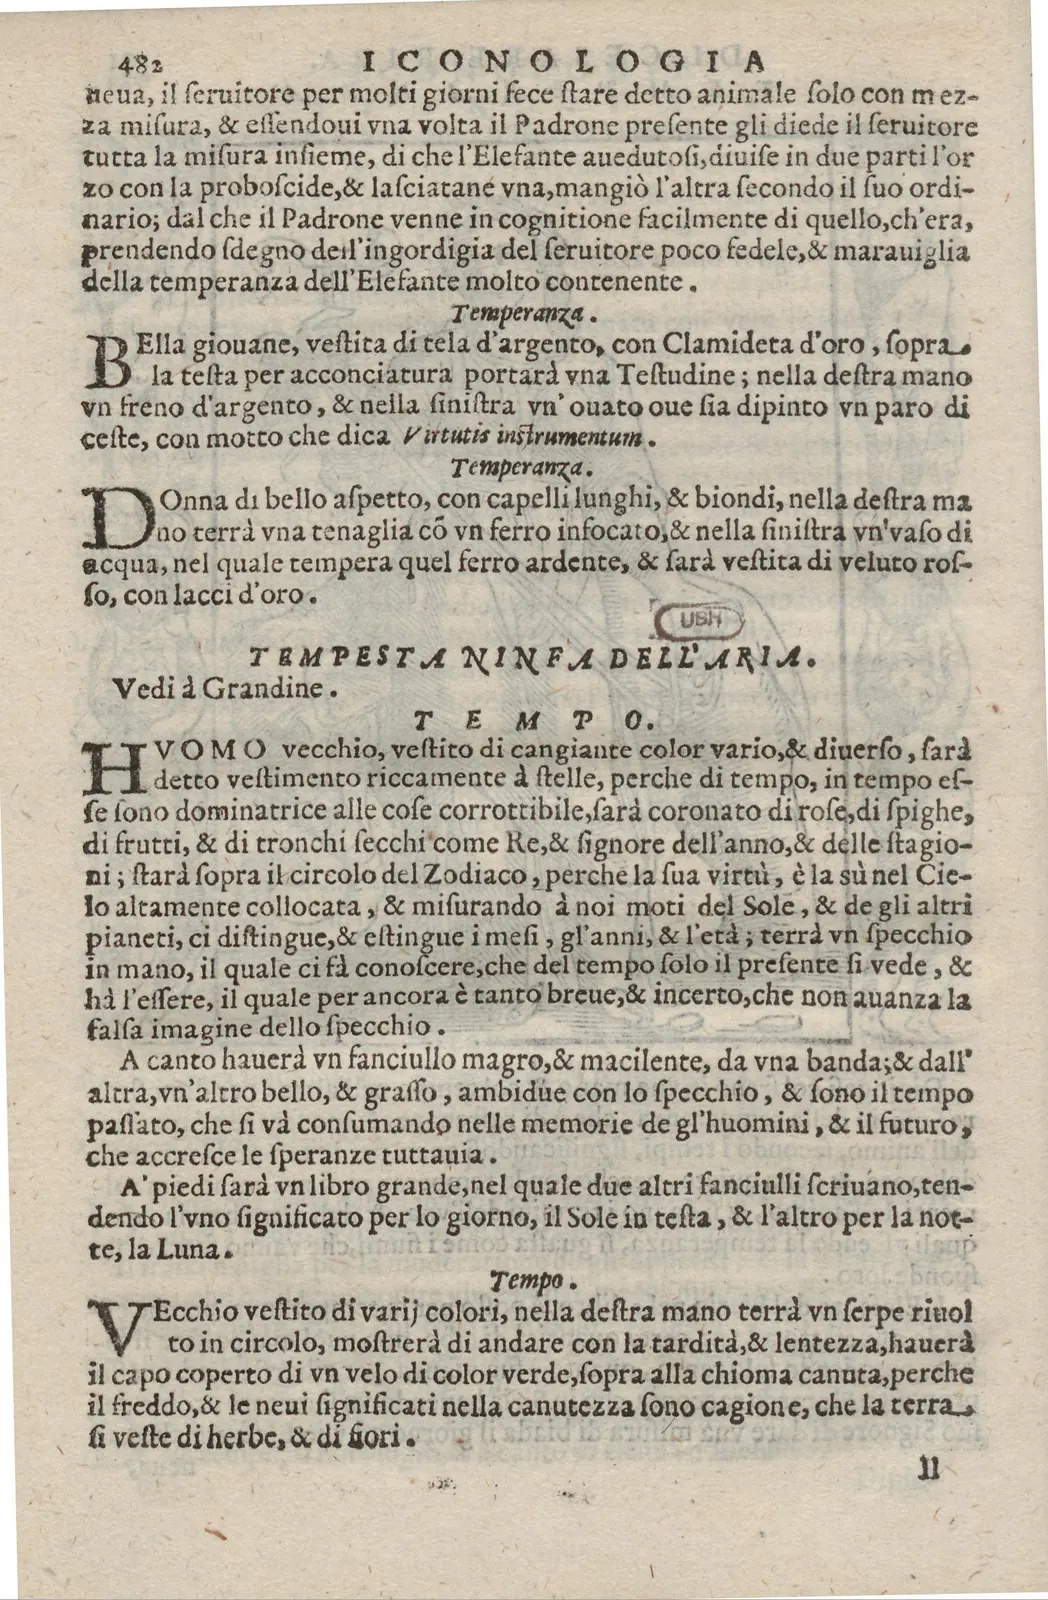 482 ICONOLOGIA
neua, il ſeruitore per molti giorni fece ſtare detto animale ſolo con mez-
za miſura, & eſſendoui vna volta il Padrone preſente gli diede il ſeruitore
tutta la miſura inſieme, di che l'Elefante auedutoſi,diuiſe in due parti l'or
zo con la proboſcide,& laſciatane vna,mangiò l'altra ſecondo il ſuo ordi-
nario; dal che il Padrone venne in cognitione facilmente di quello,ch'era,
prendendo ſdegno dell'ingordigia del ſeruitore poco fedele,& marauiglia
della temperanza dell'Elefante molto contenente.
Temperanza.
BElla giouane, veſtita di tela d'argento, con Clamideta d'oro, ſopra
la teſta per acconciatura portarà vna Teſtudine; nella deſtra mano
vn freno d'argento, & nella ſiniſtra vn' ouato oue ſia dipinto vn paro di
ceſte, con motto che dica Virtutis inſtrumentum.
Temperanza.
DOnna di bello aſpetto, con capelli lunghi, & biondi, nella deſtra ma
no terrà vna tenaglia cõ vn ferro infocato,& nella ſiniſtra vn'vaſo di
acqua, nel quale tempera quel ferro ardente, & ſarà veſtita di veluto roſ-
ſo, con lacci d'oro.
UBH
TEMPESTA NINFA DELL'ARIA.
Vedi à Grandine.
TEMPO.
HVOMO vecchio, veſtito di cangiante color vario,& diuerſo, ſarà
detto veſtimento riccamente à ſtelle, perche di tempo, in tempo eſ-
ſe ſono dominatrice alle coſe corrottibile,ſarà coronato di roſe,di ſpighe,
di frutti, & di tronchi ſecchi come Re,& ſignore dell'anno,& delle ſtagio-
ni; ſtarà ſopra il circolo del Zodiaco, perche la ſua virtù, è la sù nel Cie-
lo altamente collocata, & miſurando à noi moti del Sole, & de gli altri
pianeti, ci diſtingue,& eſtingue i meſi, gl'anni, & l'età; terrà vn ſpecchio
in mano, il quale ci fà conoſcere,che del tempo ſolo il preſente ſi vede, &
hà l'eſſere, il quale per ancora è tanto breue,& incerto,che non auanza la
falſa imagine dello ſpecchio.
A canto hauerà vn fanciullo magro,& macilente, da vna banda;& dall'
altra,vn'altro bello, & graſſo, ambidue con lo ſpecchio, & ſono il tempo
paſſato, che ſi và conſumando nelle memorie de gl'huomini, & il futuro,
che accreſce le ſperanze tuttauia.
A' piedi ſarà vn libro grande,nel quale due altri fanciulli ſcriuano,ten-
dendo l'vno ſignificato per lo giorno, il Sole in teſta, & l'altro per la not-
te, la Luna.
Tempo.
VEcchio veſtito di varij colori, nella deſtra mano terrà vn ſerpe riuol
to in circolo, moſtrerà di andare con la tardità,& lentezza,hauerà
il capo coperto di vn velo di color verde,ſopra alla chioma canuta,perche
il freddo,& le neui ſignificati nella canutezza ſono cagione, che la terra
ſi veſte di herbe, & di fiori.
Il